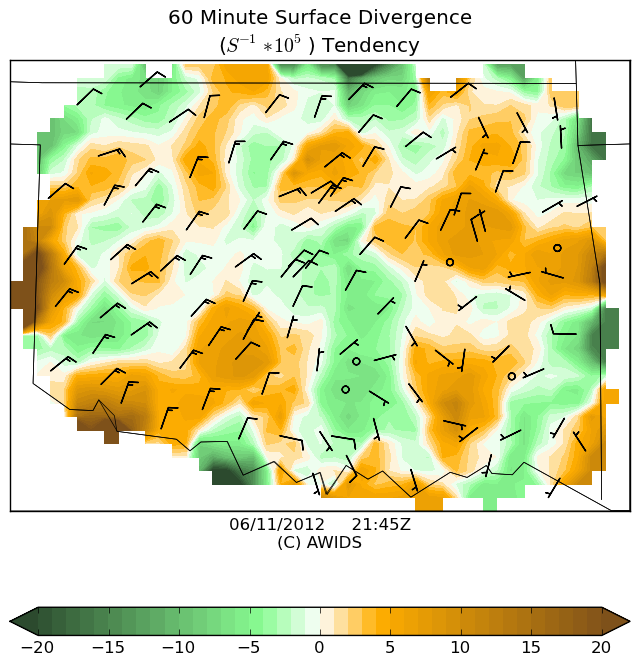 60 Minute Surface Divergence
(S⁻¹ *10⁵ ) Tendency
06/11/2012 21:45Z
(C) AWIDS
−20 −15 −10 −5 0 5 10 15 20